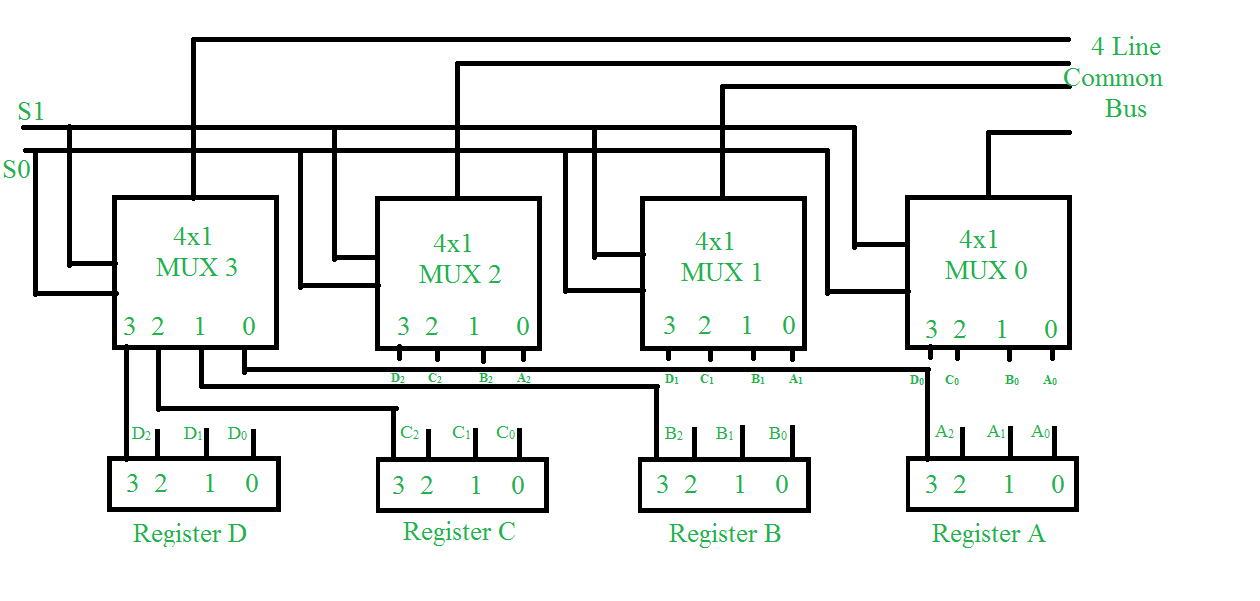 4 Line
Common
Bus
S1
S0
4x1
MUX 3
3 2 1 0
4x1
MUX 2
3 2 1 0
4x1
MUX 1
3 2 1 0
4x1
MUX 0
3 2 1 0
D₂ C₂ B₂ A₂
D₁ C₁ B₁ A₁
D₀ C₀ B₀ A₀
D₂ D₁ D₀
C₂ C₁ C₀
B₂ B₁ B₀
A₂ A₁ A₀
3 2 1 0
3 2 1 0
3 2 1 0
3 2 1 0
Register D
Register C
Register B
Register A